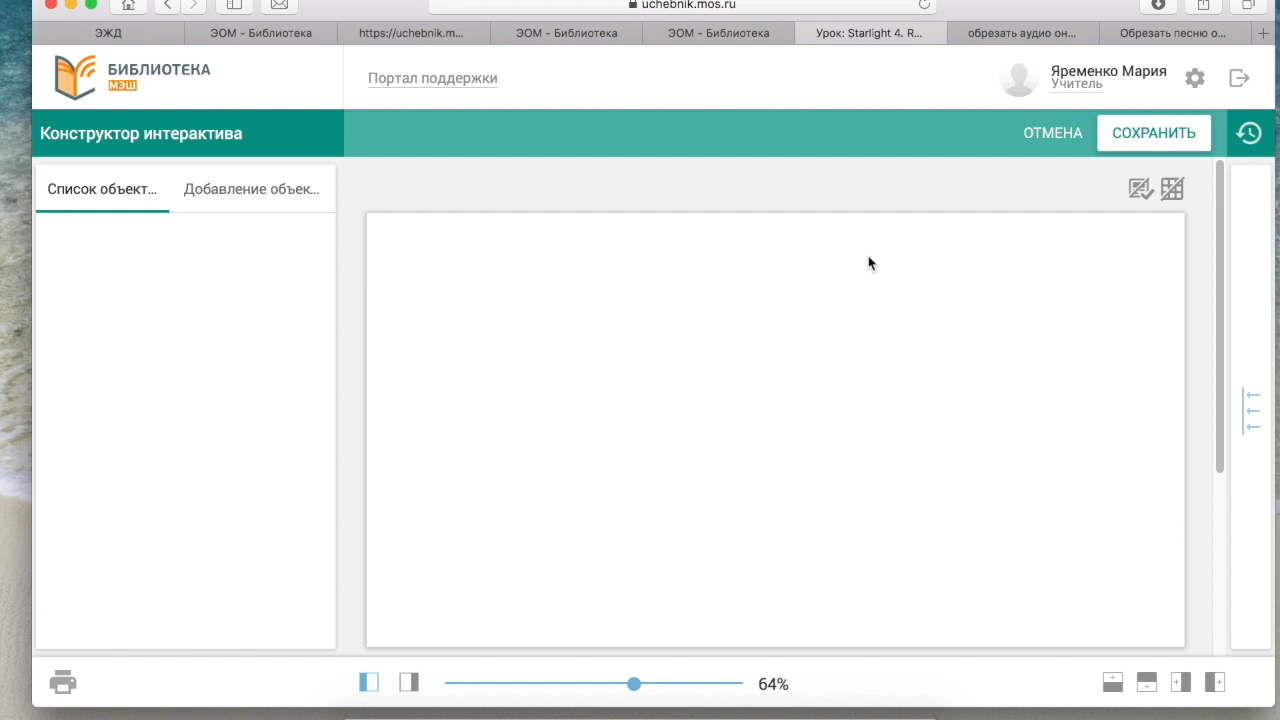 uchebnik.mos.ru
ЭЖД
ЭОМ - Библиотека
https://uchebnik.m...
ЭОМ - Библиотека
ЭОМ - Библиотека
Урок: Starlight 4. R...
обрезать аудио он...
Обрезать песню о...
БИБЛИОТЕКА
МЭШ
Портал поддержки
Яременко Мария
Учитель
Конструктор интерактива
ОТМЕНА
СОХРАНИТЬ
Список объект...
Добавление объек...
64%